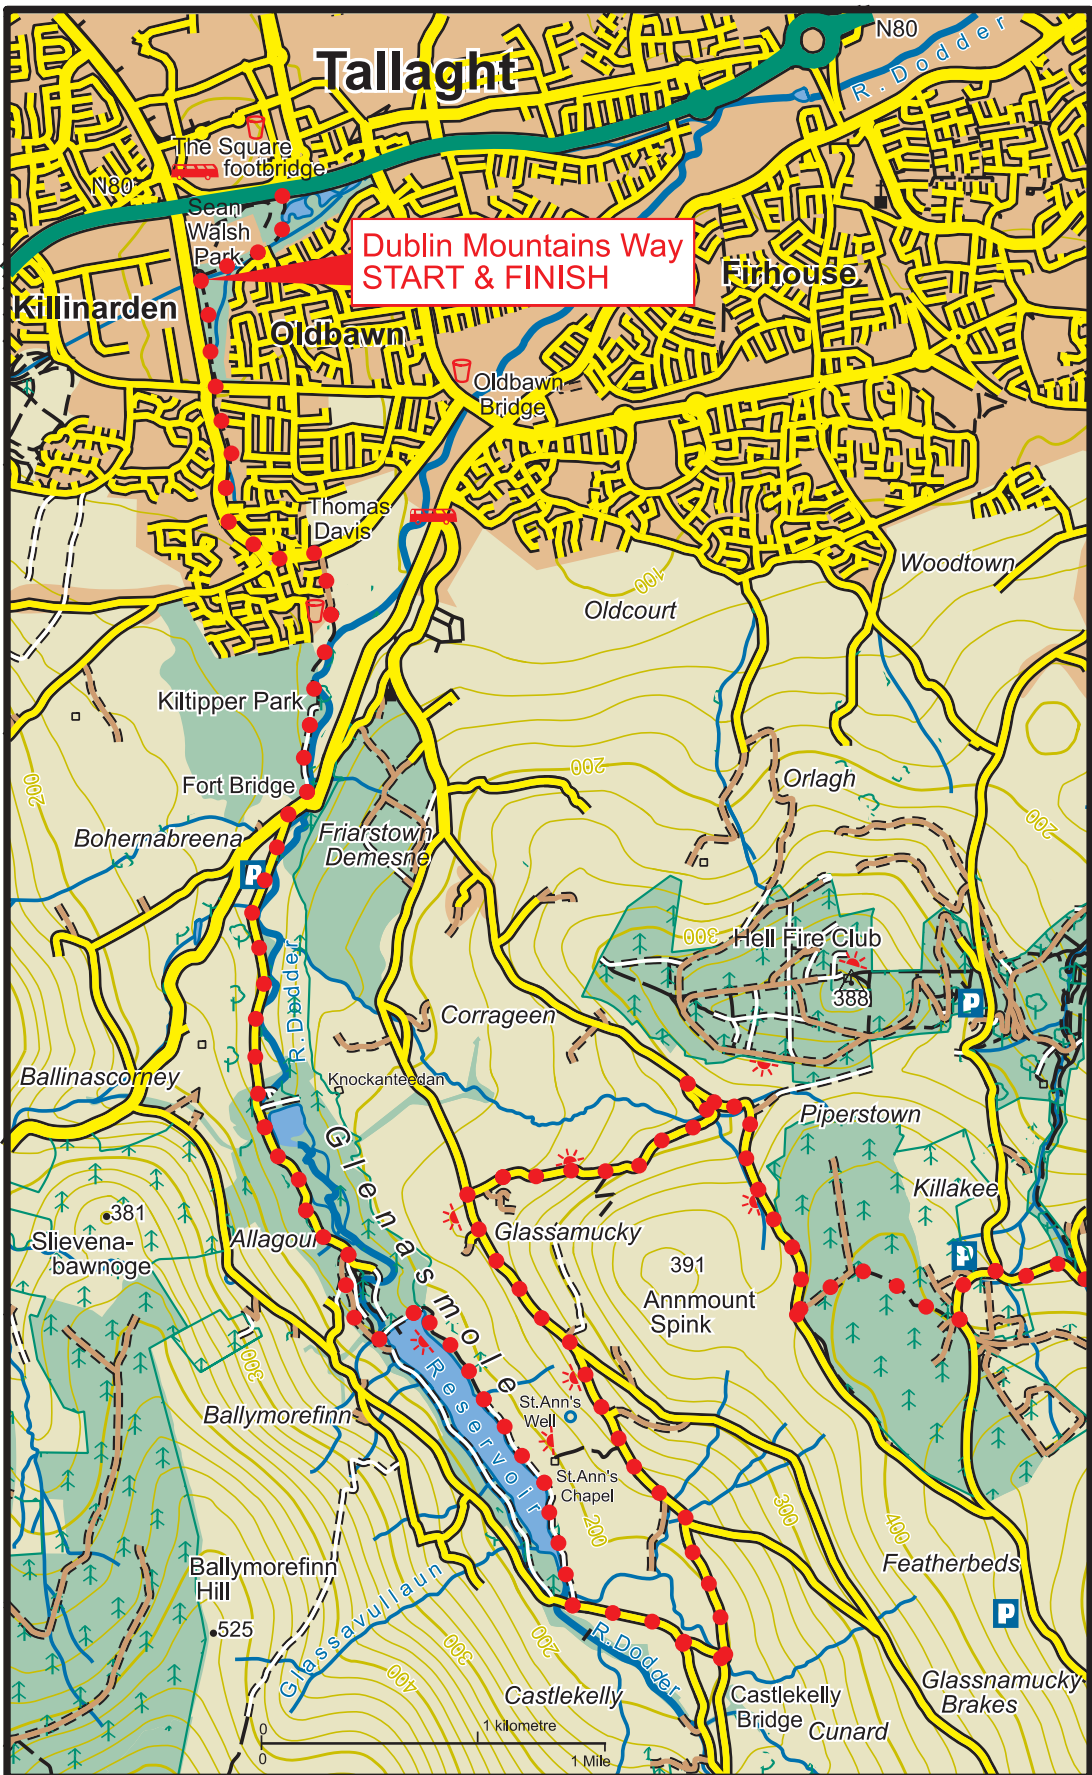 N80
R. Dodder
Tallaght
The Square
footbridge
N80
Sean
Walsh
Park
Dublin Mountains Way
START & FINISH
Firhouse
Killinarden
Oldbawn
Oldbawn
Bridge
Thomas
Davis
Woodtown
100
Oldcourt
Kiltipper Park
200
200
Fort Bridge
Orlagh
Bohernabreena
Friarstown
Demesne
200
P
300
Hell Fire Club
388
P
R. Dodder
Corrageen
Ballinascorney
Knockanteedan
Piperstown
Glenasmole
Killakee
381
Slievena-
bawnoge
Allagour
Glassamucky
P
391
Annmount
Spink
300
Reservoir
Ballymorefinn
St.Ann's
Well
St.Ann's
Chapel
200
300
400
Ballymorefinn
Hill
525
Glassavullaun
Featherbeds
P
300
200
400
R.Dodder
Castlekelly
Castlekelly
Bridge
Cunard
Glassnamucky
Brakes
0
1 kilometre
0
1 Mile